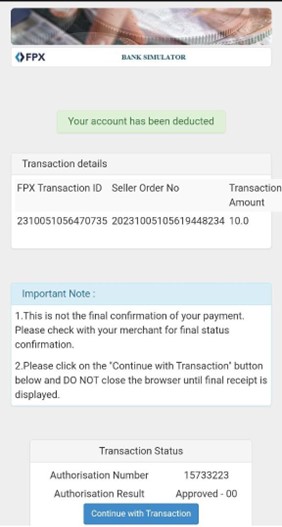 FPX BANK SIMULATOR
Your account has been deducted
Transaction details
FPX Transaction ID Seller Order No Transaction
Amount
2310051056470735 20231005105619448234 10.0
Important Note :
1.This is not the final confirmation of your payment.
Please check with your merchant for final status
confirmation.
2.Please click on the "Continue with Transaction" button
below and DO NOT close the browser until final receipt is
displayed.
Transaction Status
Authorisation Number 15733223
Authorisation Result Approved - 00
Continue with Transaction